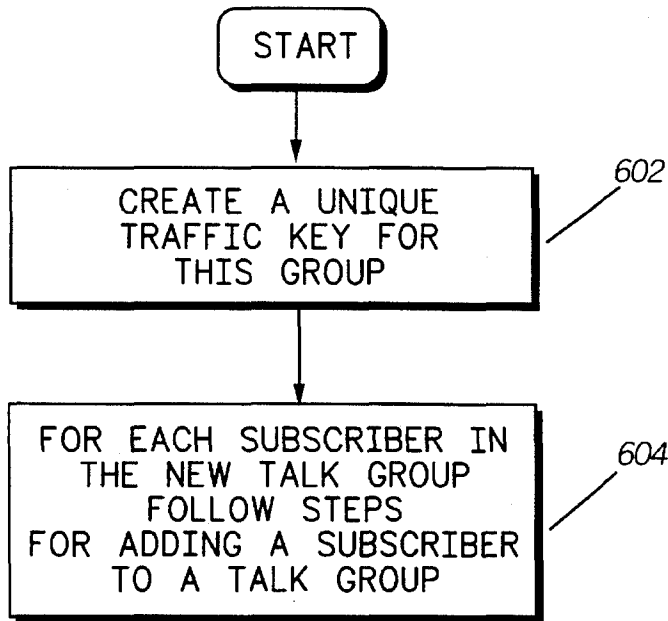 START
CREATE A UNIQUE
TRAFFIC KEY FOR
THIS GROUP
602
FOR EACH SUBSCRIBER IN
THE NEW TALK GROUP
FOLLOW STEPS
FOR ADDING A SUBSCRIBER
TO A TALK GROUP
604